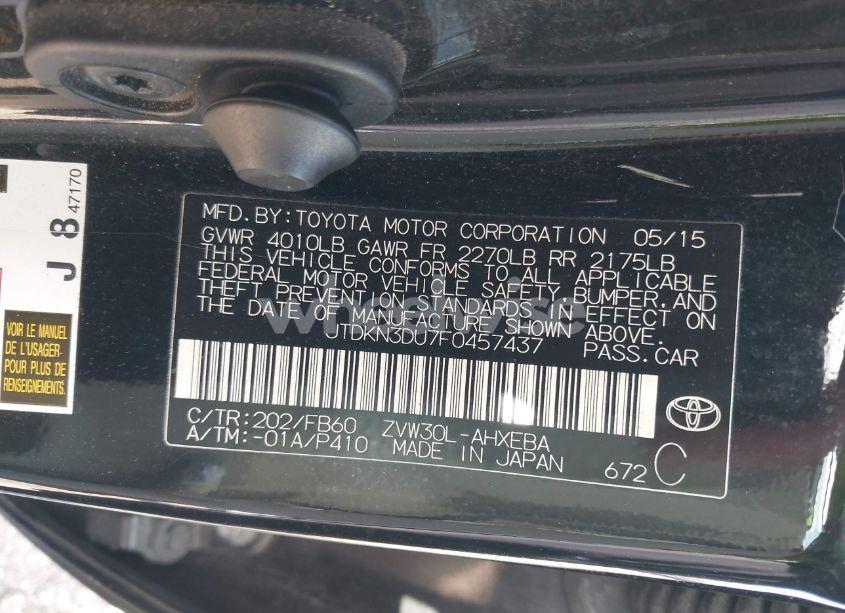 J 8 47170
VOIR LE MANUEL
DE L'USAGER-
POUR PLUS DE
RENSEIGNEMENTS.
MFD.BY:TOYOTA MOTOR CORPORATION 05/15
GVWR 4010LB GAWR FR 2270LB RR 2175LB
THIS VEHICLE CONFORMS TO ALL APPLICABLE
FEDERAL MOTOR VEHICLE SAFETY,BUMPER,AND
THEFT PREVENTION STANDARDS IN EFFECT ON
THE DATE OF MANUFACTURE SHOWN ABOVE.
JTDKN3DU7F0457437 PASS.CAR
C/TR:202/FB60 ZVW30L-AHXEBA
A/TM:-01A/P410 MADE IN JAPAN
672 C
TOYOTA